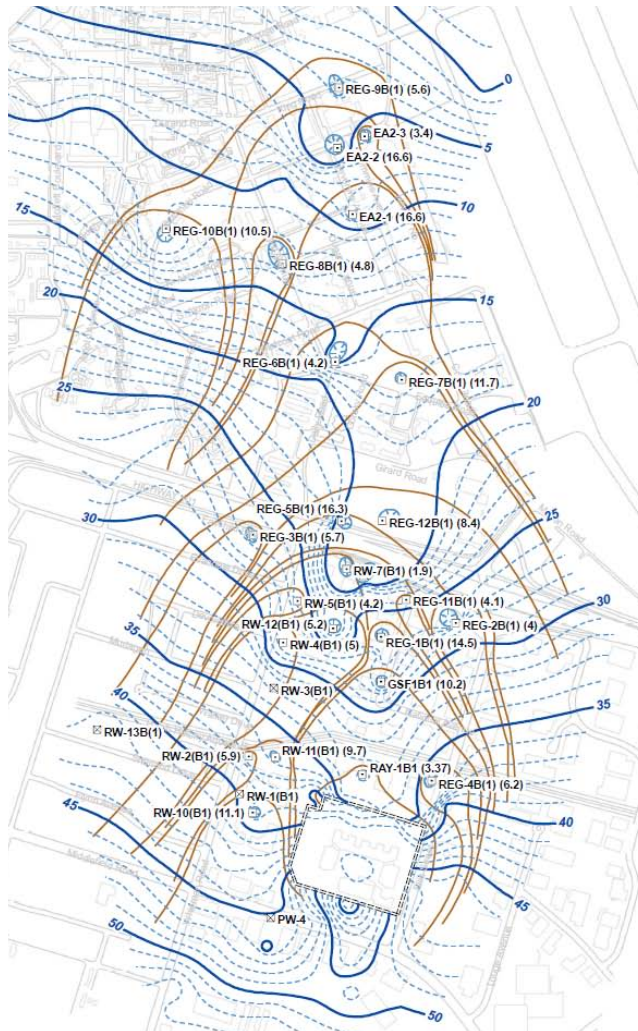 0
REG-9B(1) (5.6)
EA2-3 (3.4)
5
EA2-2 (16.6)
10
EA2-1 (16.6)
15
REG-10B(1) (10.5)
REG-8B(1) (4.8)
20
15
REG-6B(1) (4.2)
REG-7B(1) (11.7)
25
20
Girard Road
HIGHWAY
REG-5B(1) (16.3)
30
REG-12B(1) (8.4)
25
REG-3B(1) (5.7)
RW-7(B1) (1.9)
RW-5(B1) (4.2)
REG-11B(1) (4.1)
30
RW-12(B1) (5.2)
REG-2B(1) (4)
35
RW-4(B1) (5)
REG-1B(1) (14.5)
GSF1B1 (10.2)
40
RW-3(B1)
35
RW-13B(1)
RW-2(B1) (5.9)
RW-11(B1) (9.7)
RAY-1B1 (3.37)
REG-4B(1) (6.2)
RW-1(B1)
45
RW-10(B1) (11.1)
40
45
PW-4
50
50